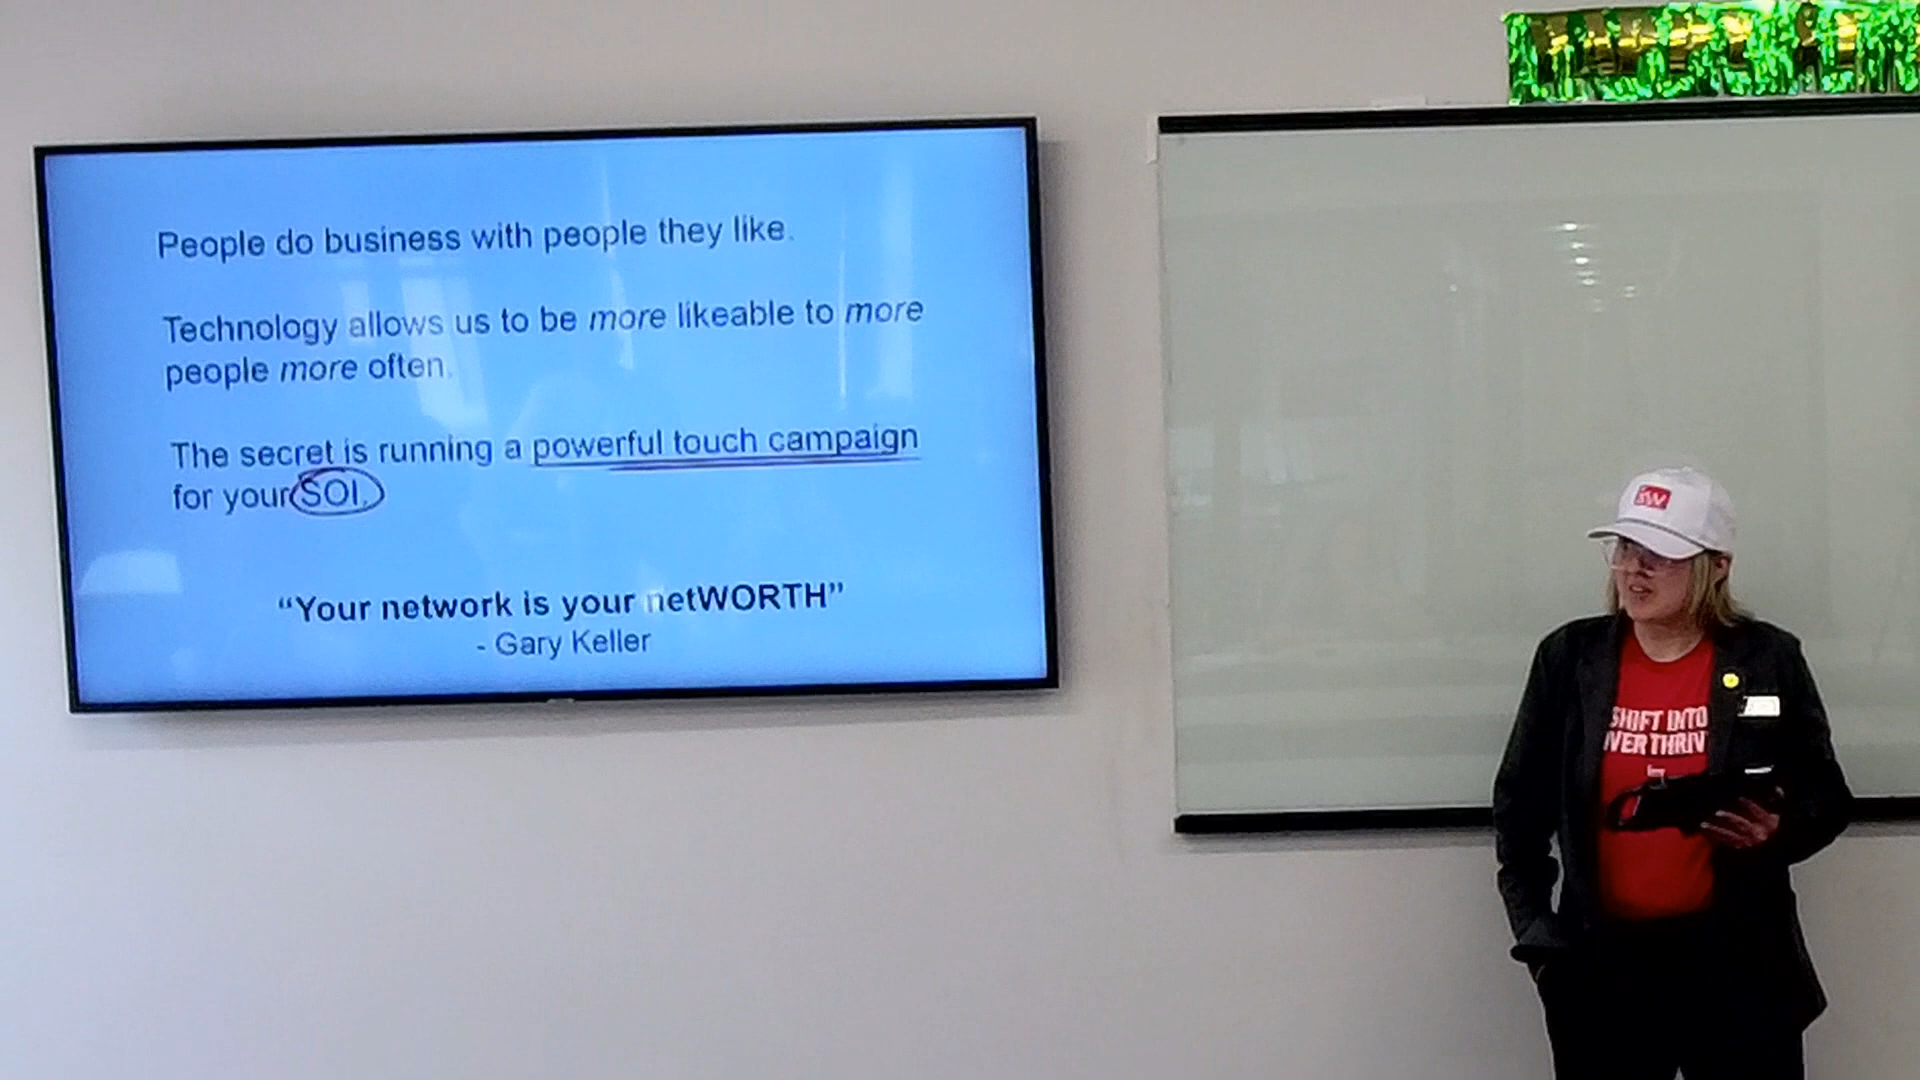 People do business with people they like.
Technology allows us to be more likeable to more
people more often.
The secret is running a powerful touch campaign
for your SOI.
“Your network is your netWORTH”
- Gary Keller
kw
SHIFT INTO
VER THRIV